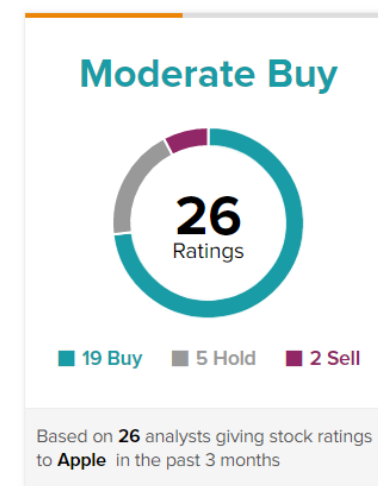 Moderate Buy
26
Ratings
19 Buy 5 Hold 2 Sell
Based on 26 analysts giving stock ratings
to Apple in the past 3 months